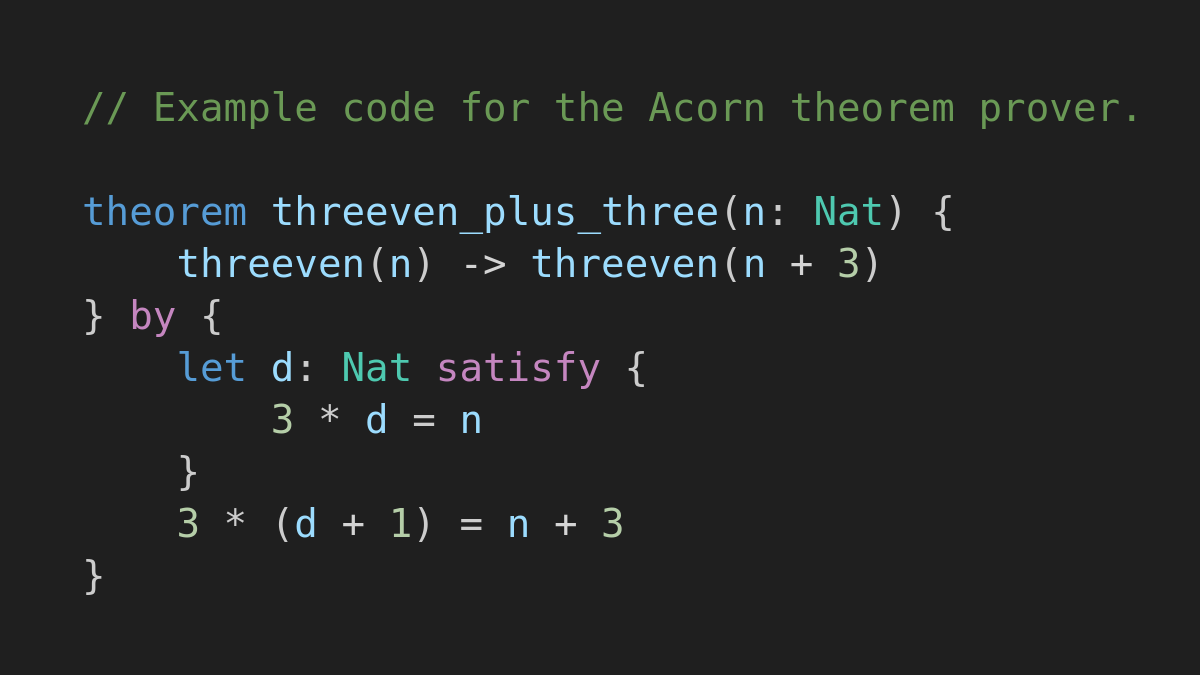 // Example code for the Acorn theorem prover.
theorem threeven_plus_three(n: Nat) {
    threeven(n) -> threeven(n + 3)
} by {
    let d: Nat satisfy {
        3 * d = n
    }
    3 * (d + 1) = n + 3
}